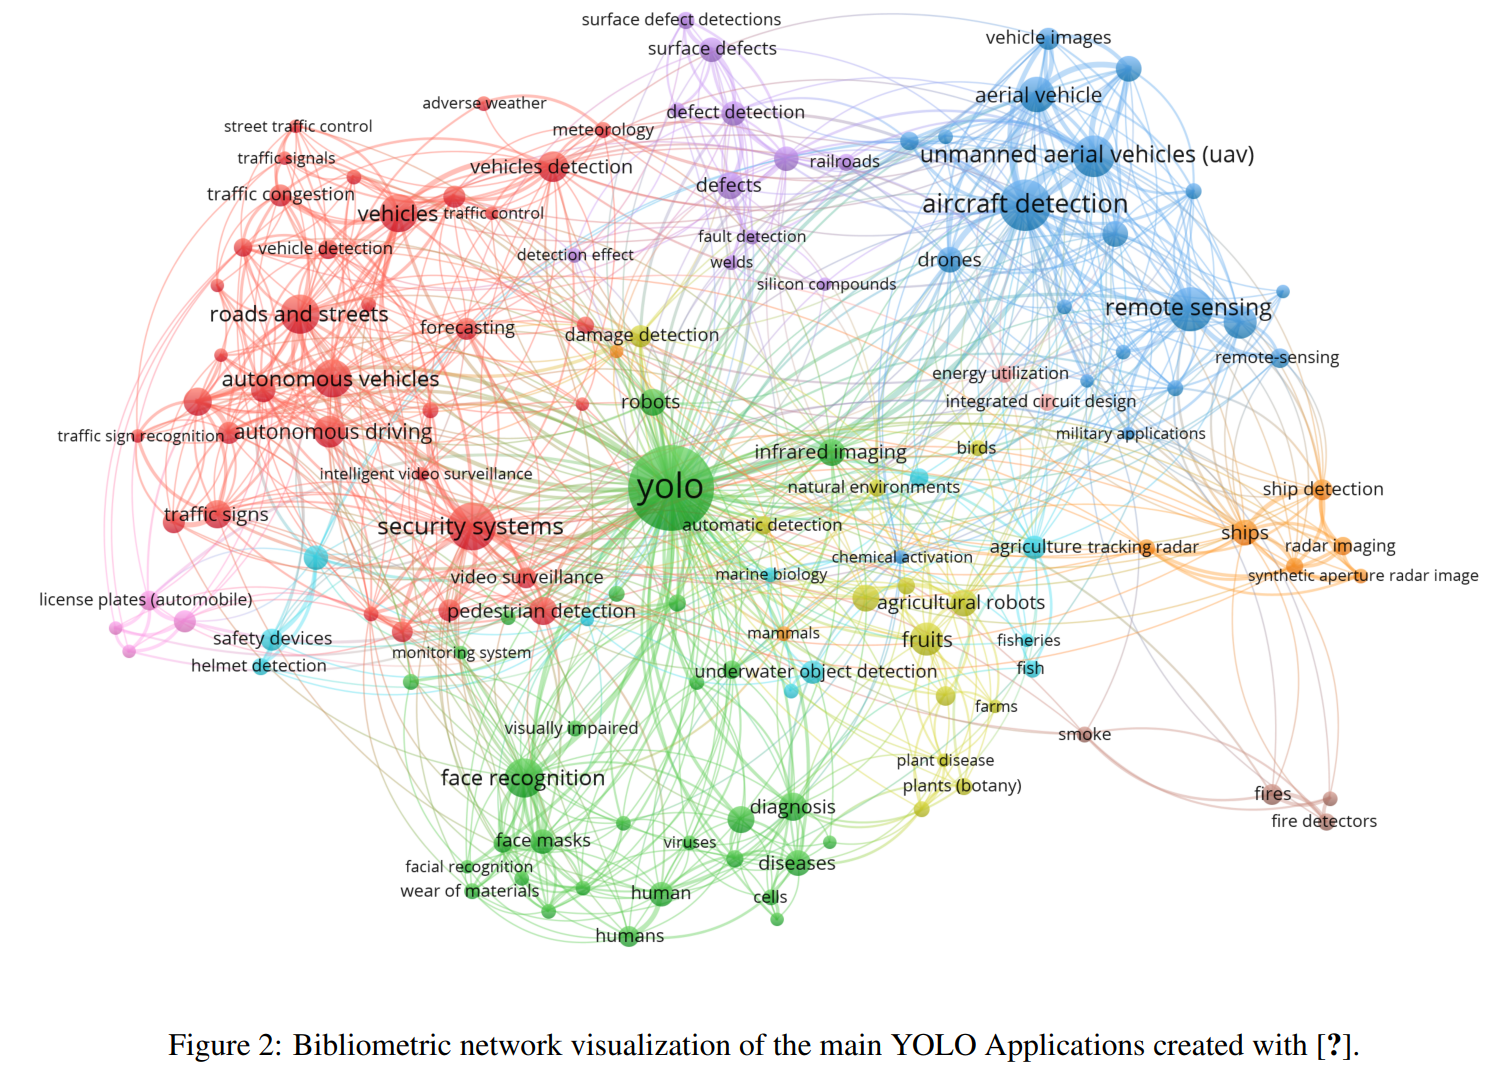 surface defect detections
surface defects
vehicle images
aerial vehicle
adverse weather
defect detection
street traffic control
meteorology
traffic signals
vehicles detection
railroads
unmanned aerial vehicles (uav)
traffic congestion
defects
vehicles
traffic control
aircraft detection
fault detection
vehicle detection
detection effect
welds
drones
silicon compounds
roads and streets
remote sensing
forecasting
damage detection
remote-sensing
autonomous vehicles
energy utilization
robots
integrated circuit design
traffic sign recognition
autonomous driving
military applications
infrared imaging
birds
intelligent video surveillance
yolo
natural environments
ship detection
traffic signs
security systems
automatic detection
ships
chemical activation
agriculture
tracking radar
radar imaging
video surveillance
marine biology
synthetic aperture radar image
license plates (automobile)
pedestrian detection
agricultural robots
safety devices
mammals
fruits
fisheries
helmet detection
monitoring system
underwater object detection
fish
farms
visually impaired
smoke
face recognition
plant disease
plants (botany)
fires
diagnosis
fire detectors
face masks
viruses
facial recognition
diseases
wear of materials
human
cells
humans
Figure 2: Bibliometric network visualization of the main YOLO Applications created with [?].